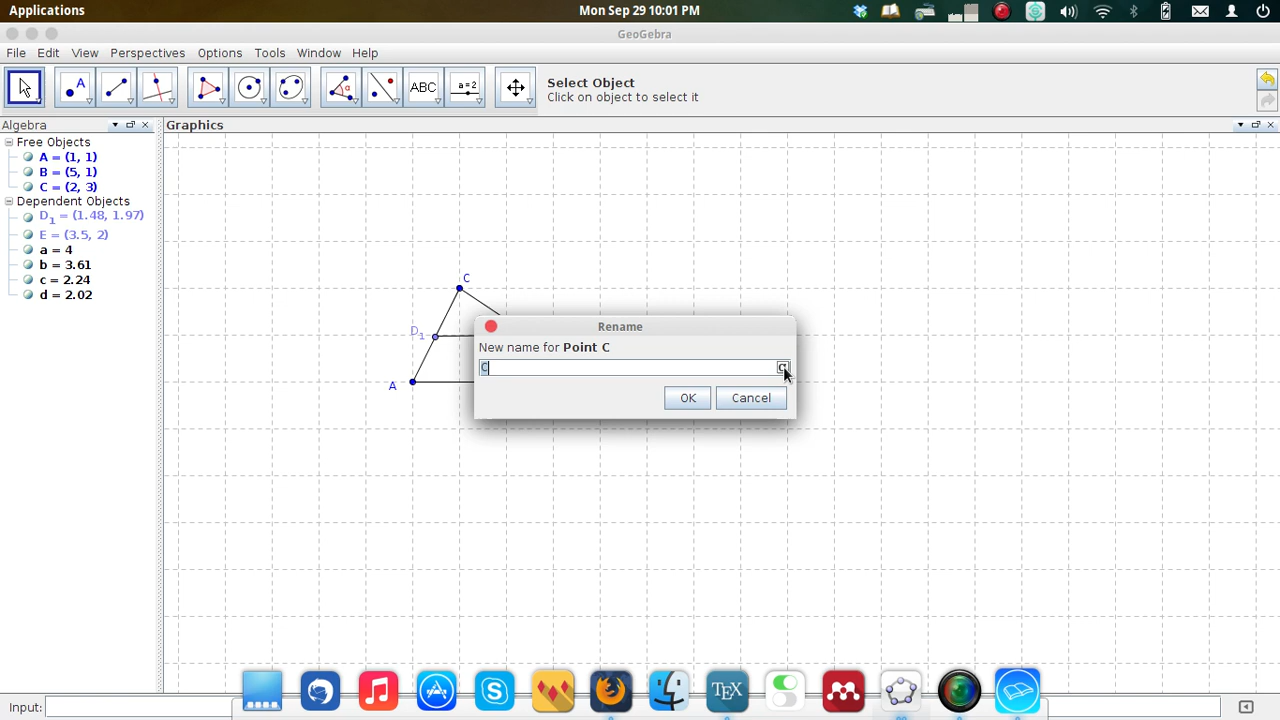 Applications
Mon Sep 29 10:01 PM
GeoGebra
File Edit View Perspectives Options Tools Window Help
A
ABC
a=2
α
Select Object
Click on object to select it
Algebra
Graphics
Free Objects
A = (1, 1)
B = (5, 1)
C = (2, 3)
Dependent Objects
D₁ = (1.48, 1.97)
E = (3.5, 2)
a = 4
b = 3.61
c = 2.24
d = 2.02
C
D₁
A
Rename
New name for Point C
C
OK Cancel
TEX
Input: